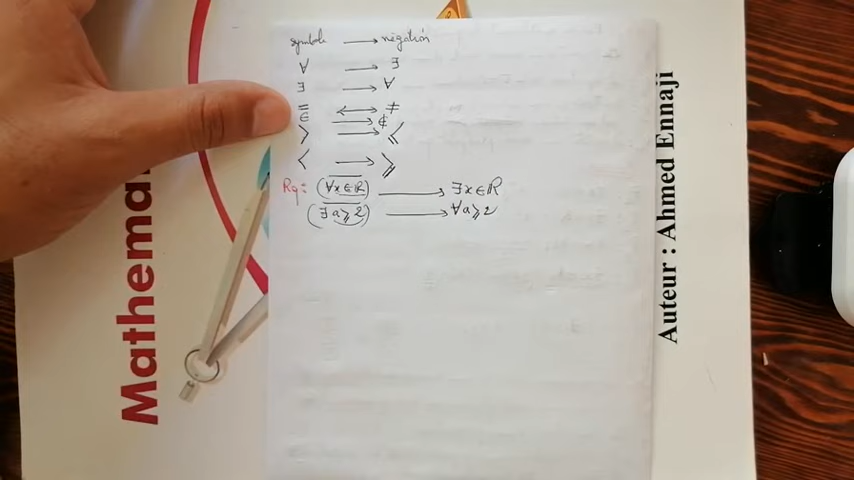 symbole → négation
∀ → ∃
∃ → ∀
= ↔ ≠
∈ → ∉
> → ⩽
< → ⩾
Rq: (∀x∈ℝ) → ∃x∈ℝ
(∃a⩾2) → ∀a⩾2
Mathema
Auteur : Ahmed Ennaji